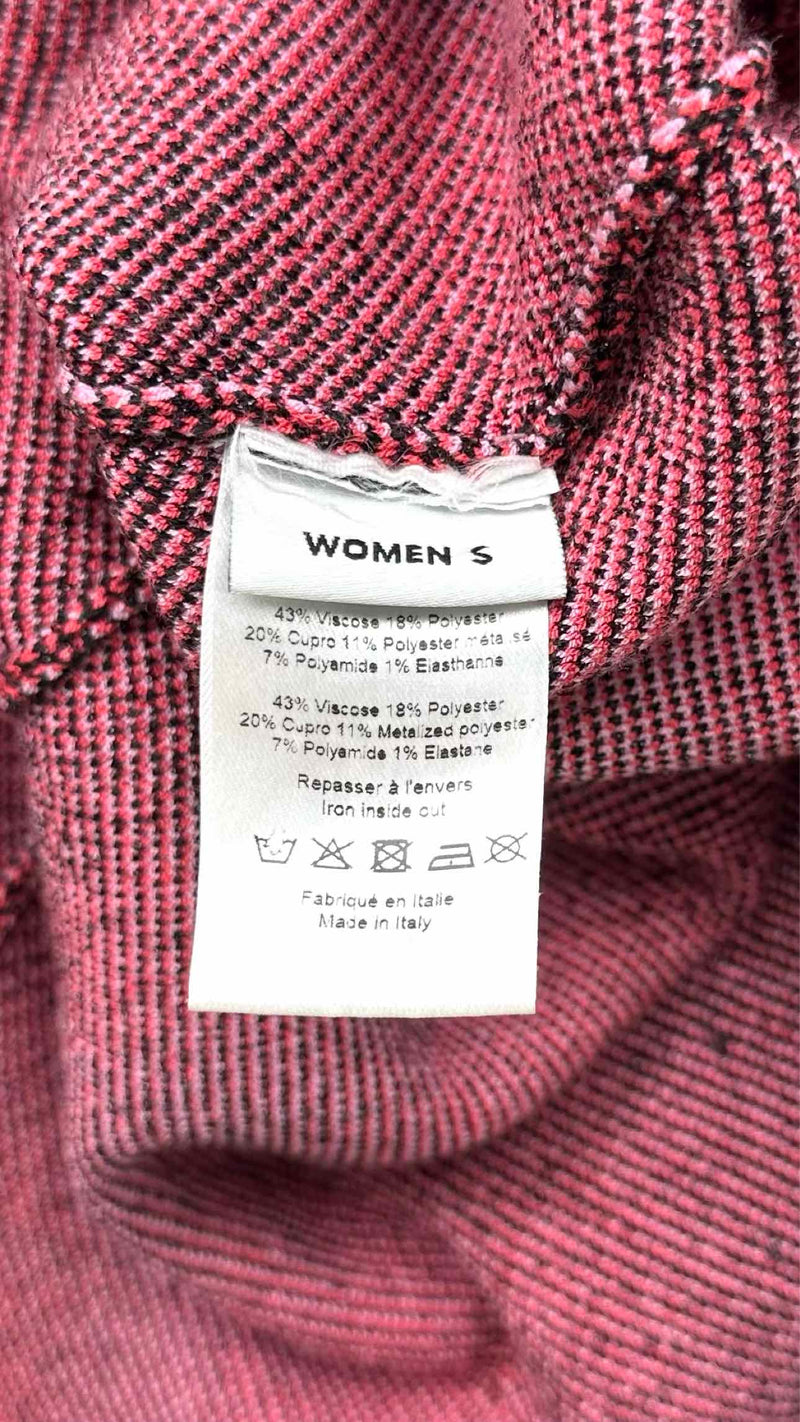 WOMEN S
43% Viscose 18% Polyester
20% Cupro 11% Polyester métalisé
7% Polyamide 1% Elasthanne
43% Viscose 18% Polyester
20% Cupro 11% Metalized polyester
7% Polyamide 1% Elastane
Repasser à l'envers
Iron inside out
Fabriqué en Italie
Made in Italy